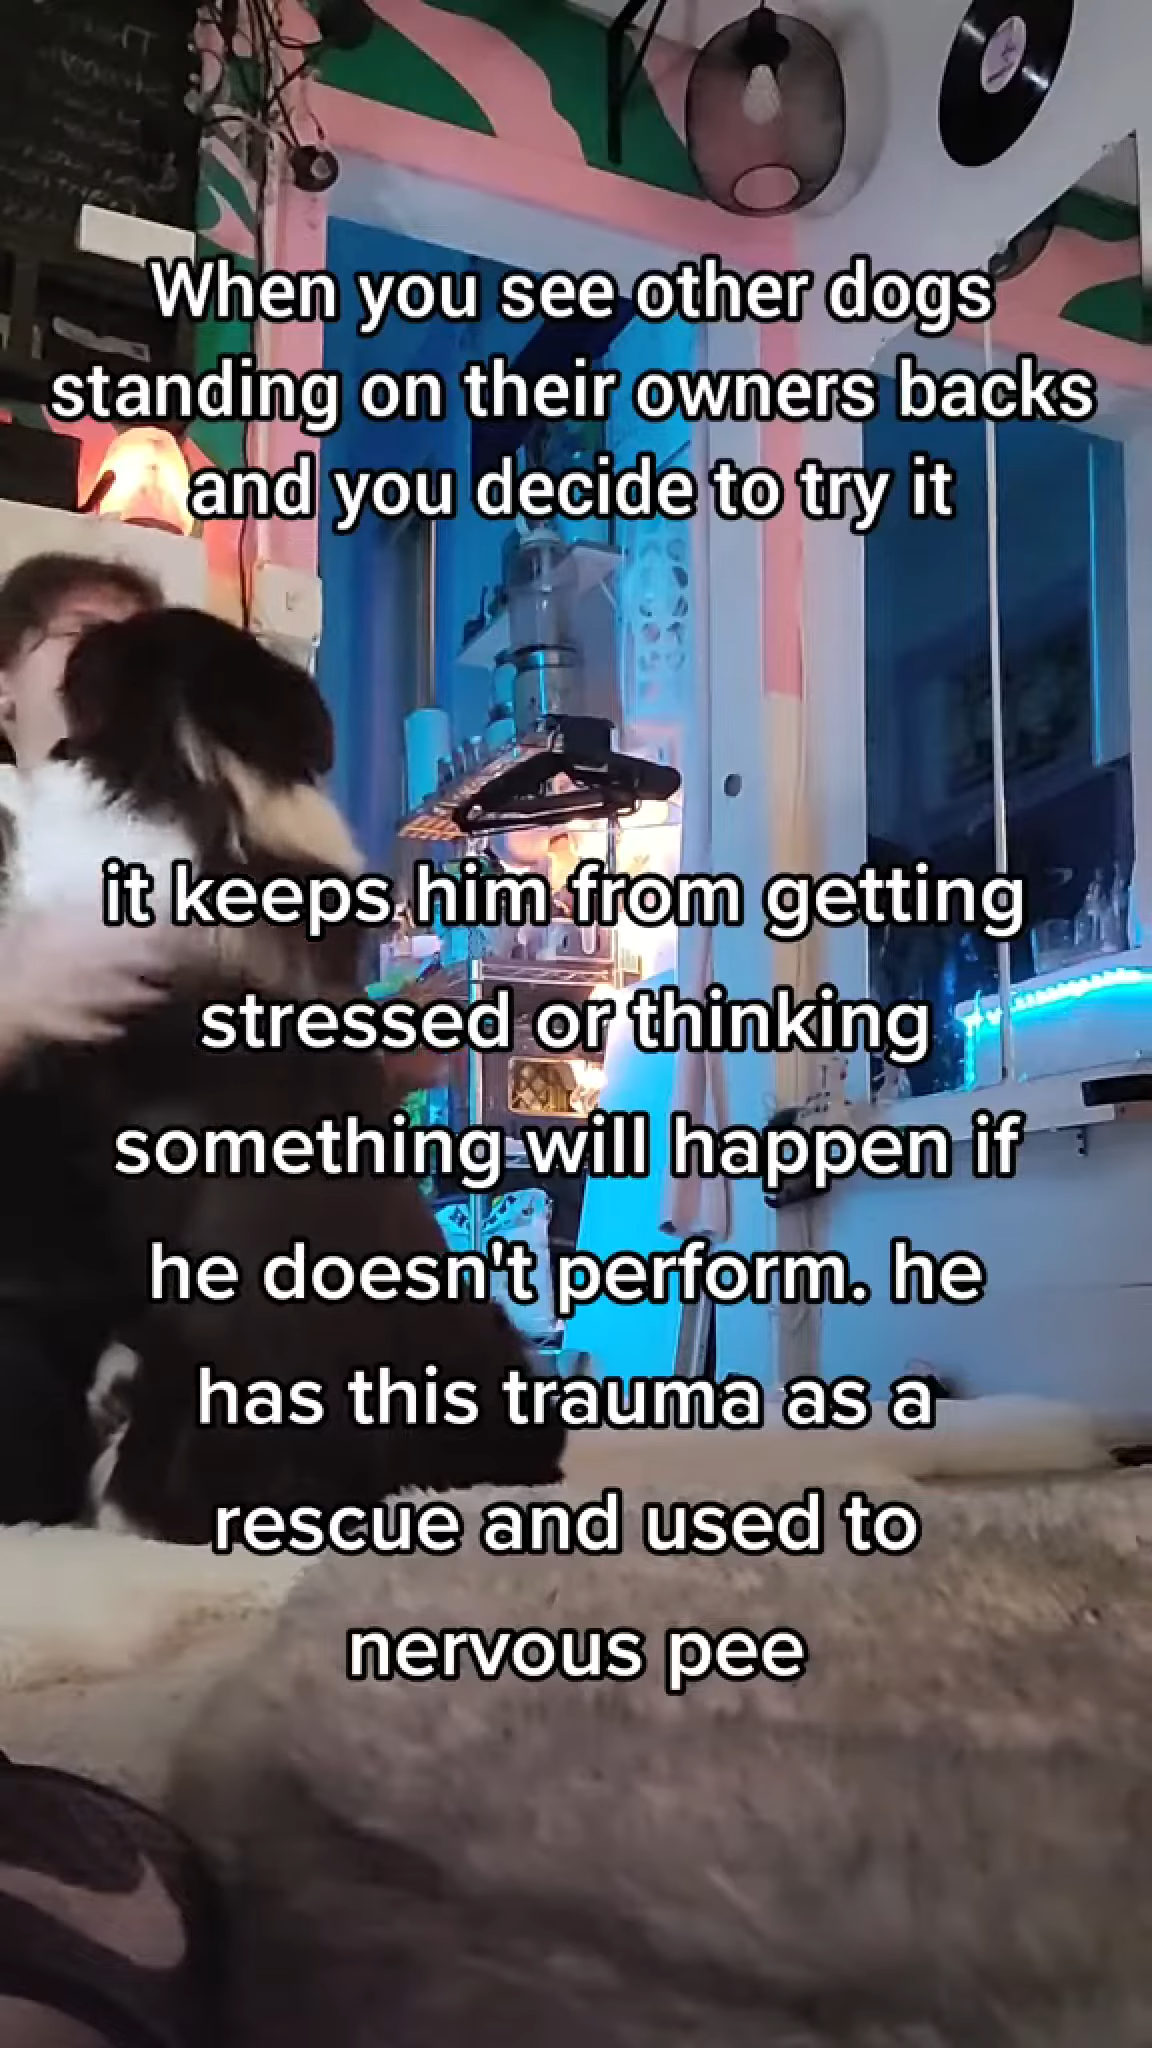 When you see other dogs
standing on their owners backs
and you decide to try it
it keeps him from getting
stressed or thinking
something will happen if
he doesn't perform. he
has this trauma as a
rescue and used to
nervous pee